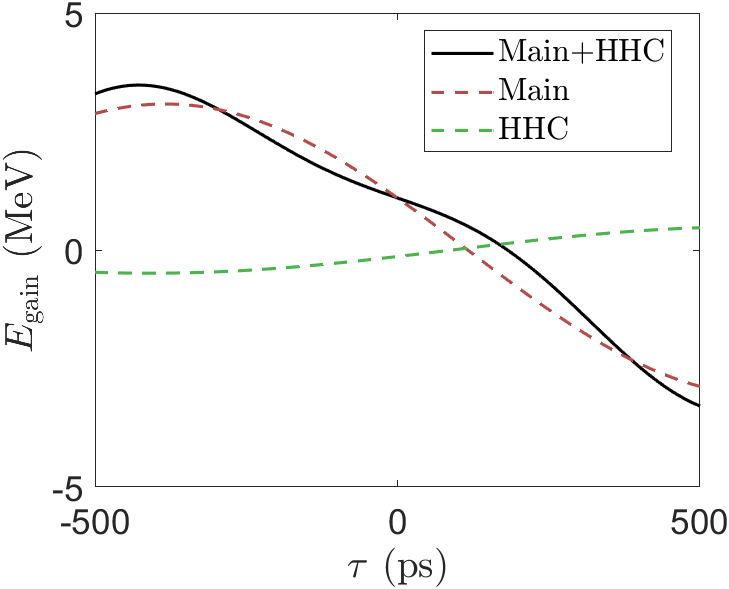 5
0
-5
E_gain (MeV)
-500
0
500
τ (ps)
Main+HHC
Main
HHC